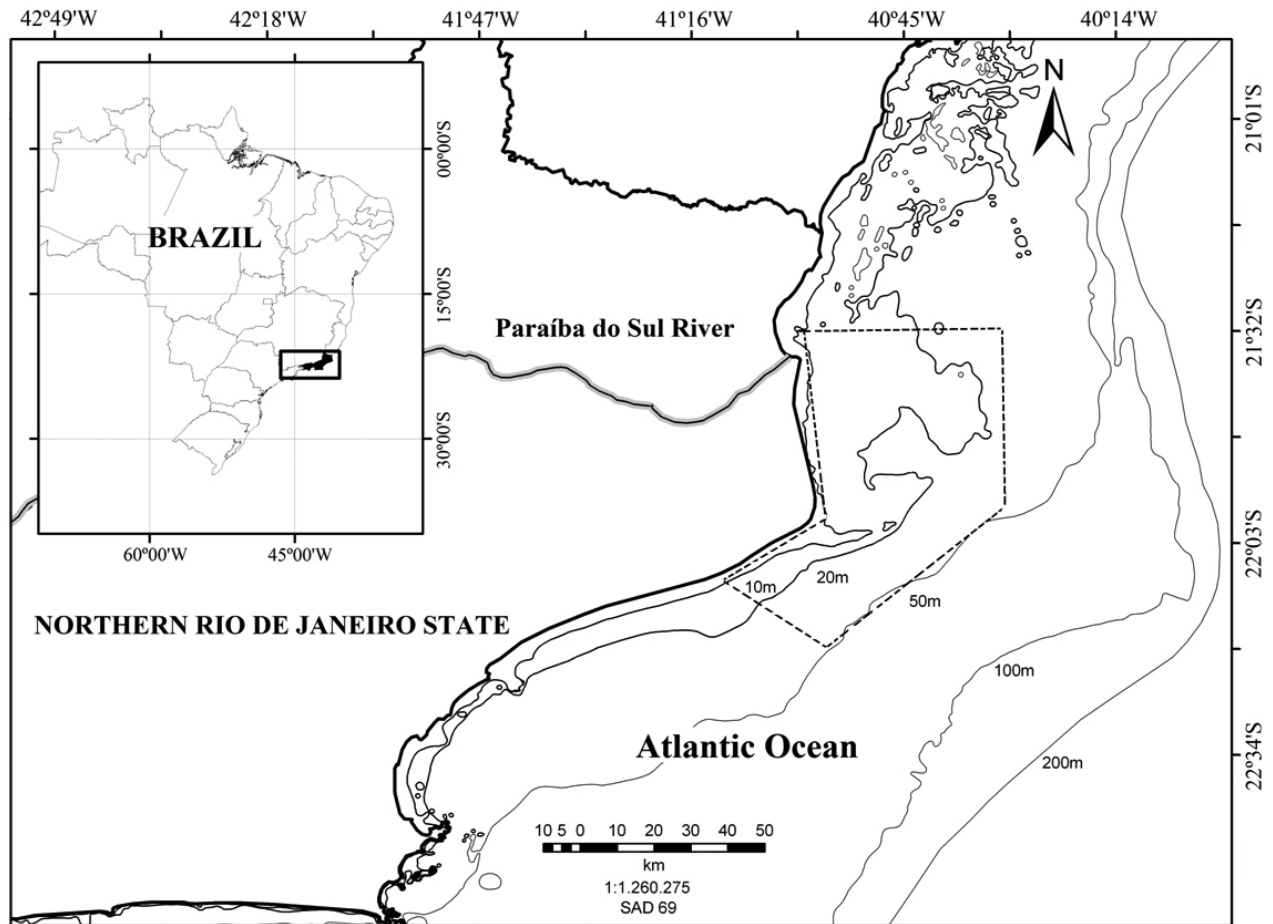 42º49'W 42º18'W 41º47'W 41º16'W 40º45'W 40º14'W
N
21º01'S
00º00'S
BRAZIL
15º00'S
Paraíba do Sul River
21º32'S
30º00'S
22º03'S
60º00'W 45º00'W
10m
20m
50m
NORTHERN RIO DE JANEIRO STATE
100m
Atlantic Ocean
22º34'S
200m
10 5 0 10 20 30 40 50
km
1:1.260.275
SAD 69